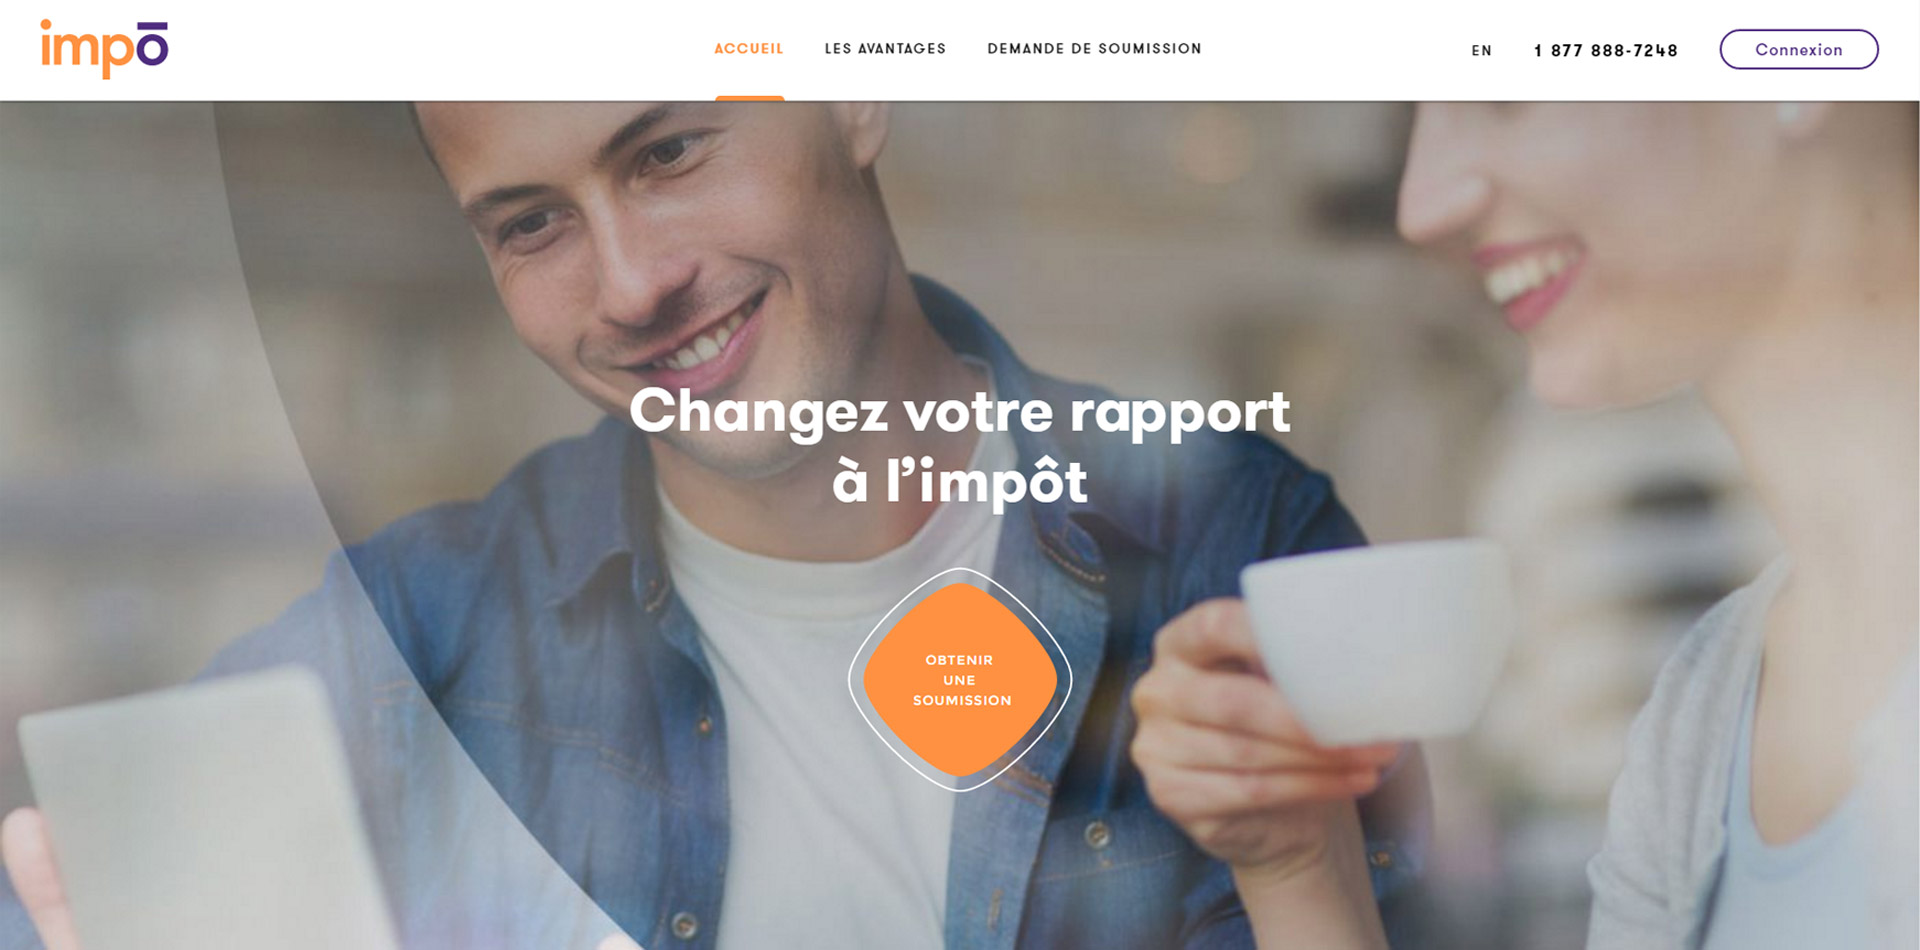 impō
ACCUEIL
LES AVANTAGES
DEMANDE DE SOUMISSION
EN
1 877 888-7248
Connexion
Changez votre rapport
à l’impôt
OBTENIR
UNE
SOUMISSION